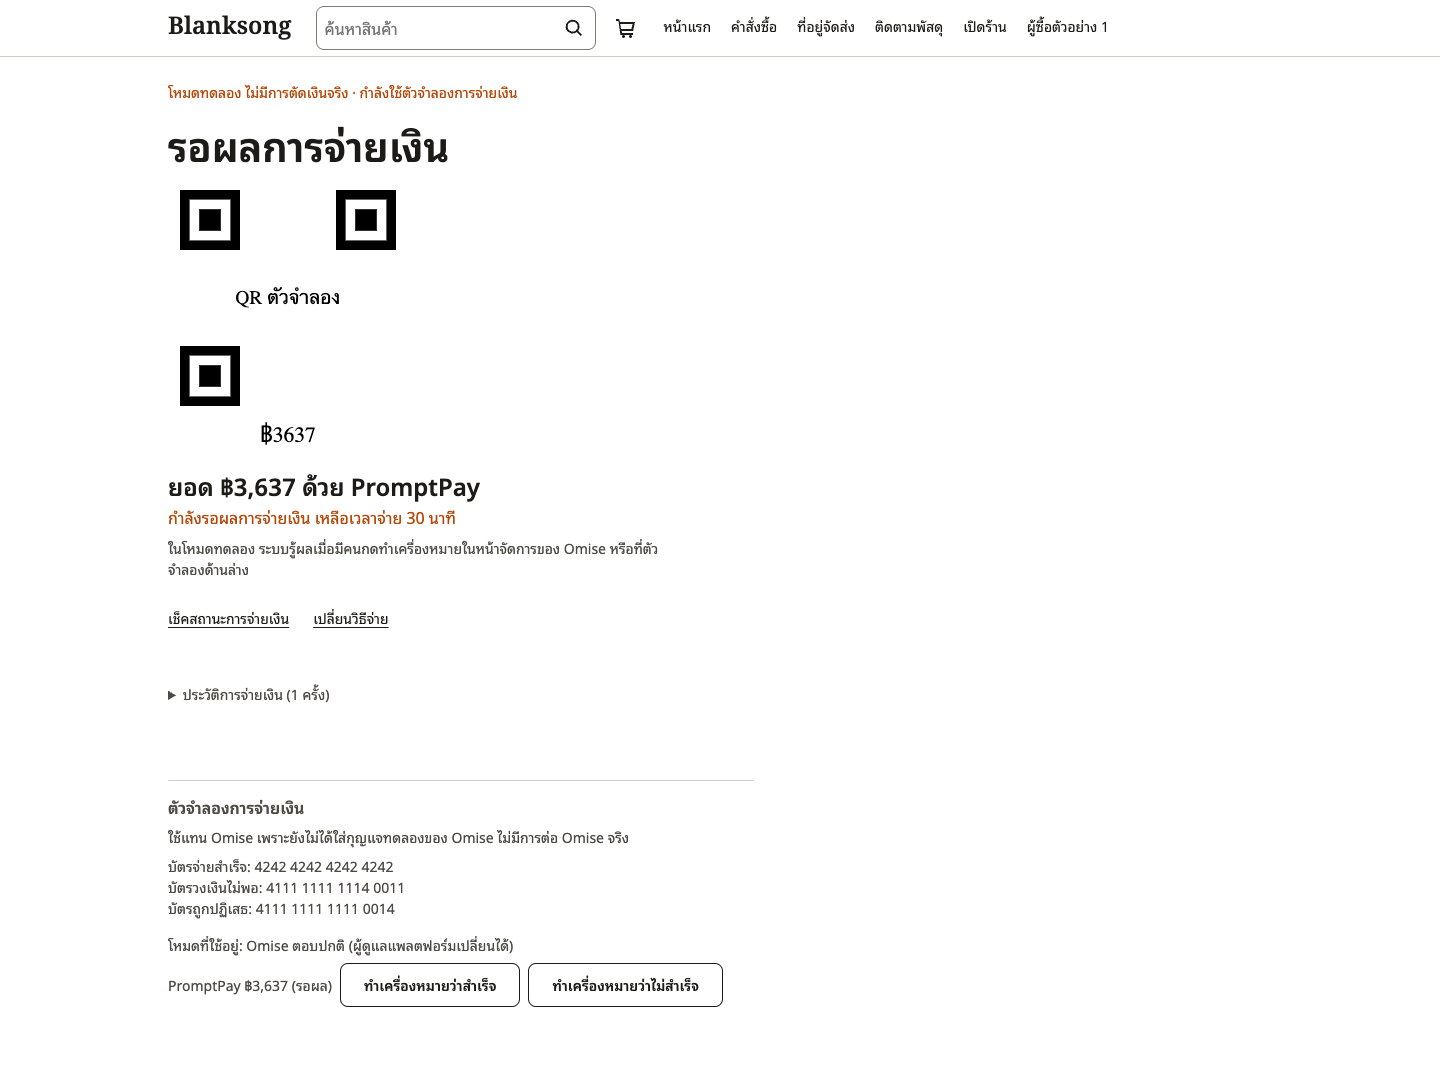 Blanksong
ค้นหาสินค้า
หน้าแรก
คำสั่งซื้อ
ที่อยู่จัดส่ง
ติดตามพัสดุ
เปิดร้าน
ผู้ซื้อตัวอย่าง 1
โหมดทดลอง ไม่มีการตัดเงินจริง · กำลังใช้ตัวจำลองการจ่ายเงิน
รอผลการจ่ายเงิน
QR ตัวจำลอง
฿3637
ยอด ฿3,637 ด้วย PromptPay
กำลังรอผลการจ่ายเงิน เหลือเวลาจ่าย 30 นาที
ในโหมดทดลอง ระบบรู้ผลเมื่อมีคนกดทำเครื่องหมายในหน้าจัดการของ Omise หรือที่ตัว
จำลองด้านล่าง
เช็คสถานะการจ่ายเงิน
เปลี่ยนวิธีจ่าย
ประวัติการจ่ายเงิน (1 ครั้ง)
ตัวจำลองการจ่ายเงิน
ใช้แทน Omise เพราะยังไม่ได้ใส่กุญแจทดลองของ Omise ไม่มีการต่อ Omise จริง
บัตรจ่ายสำเร็จ: 4242 4242 4242 4242
บัตรวงเงินไม่พอ: 4111 1111 1114 0011
บัตรถูกปฏิเสธ: 4111 1111 1111 0014
โหมดที่ใช้อยู่: Omise ตอบปกติ (ผู้ดูแลแพลตฟอร์มเปลี่ยนได้)
PromptPay ฿3,637 (รอผล)
ทำเครื่องหมายว่าสำเร็จ
ทำเครื่องหมายว่าไม่สำเร็จ